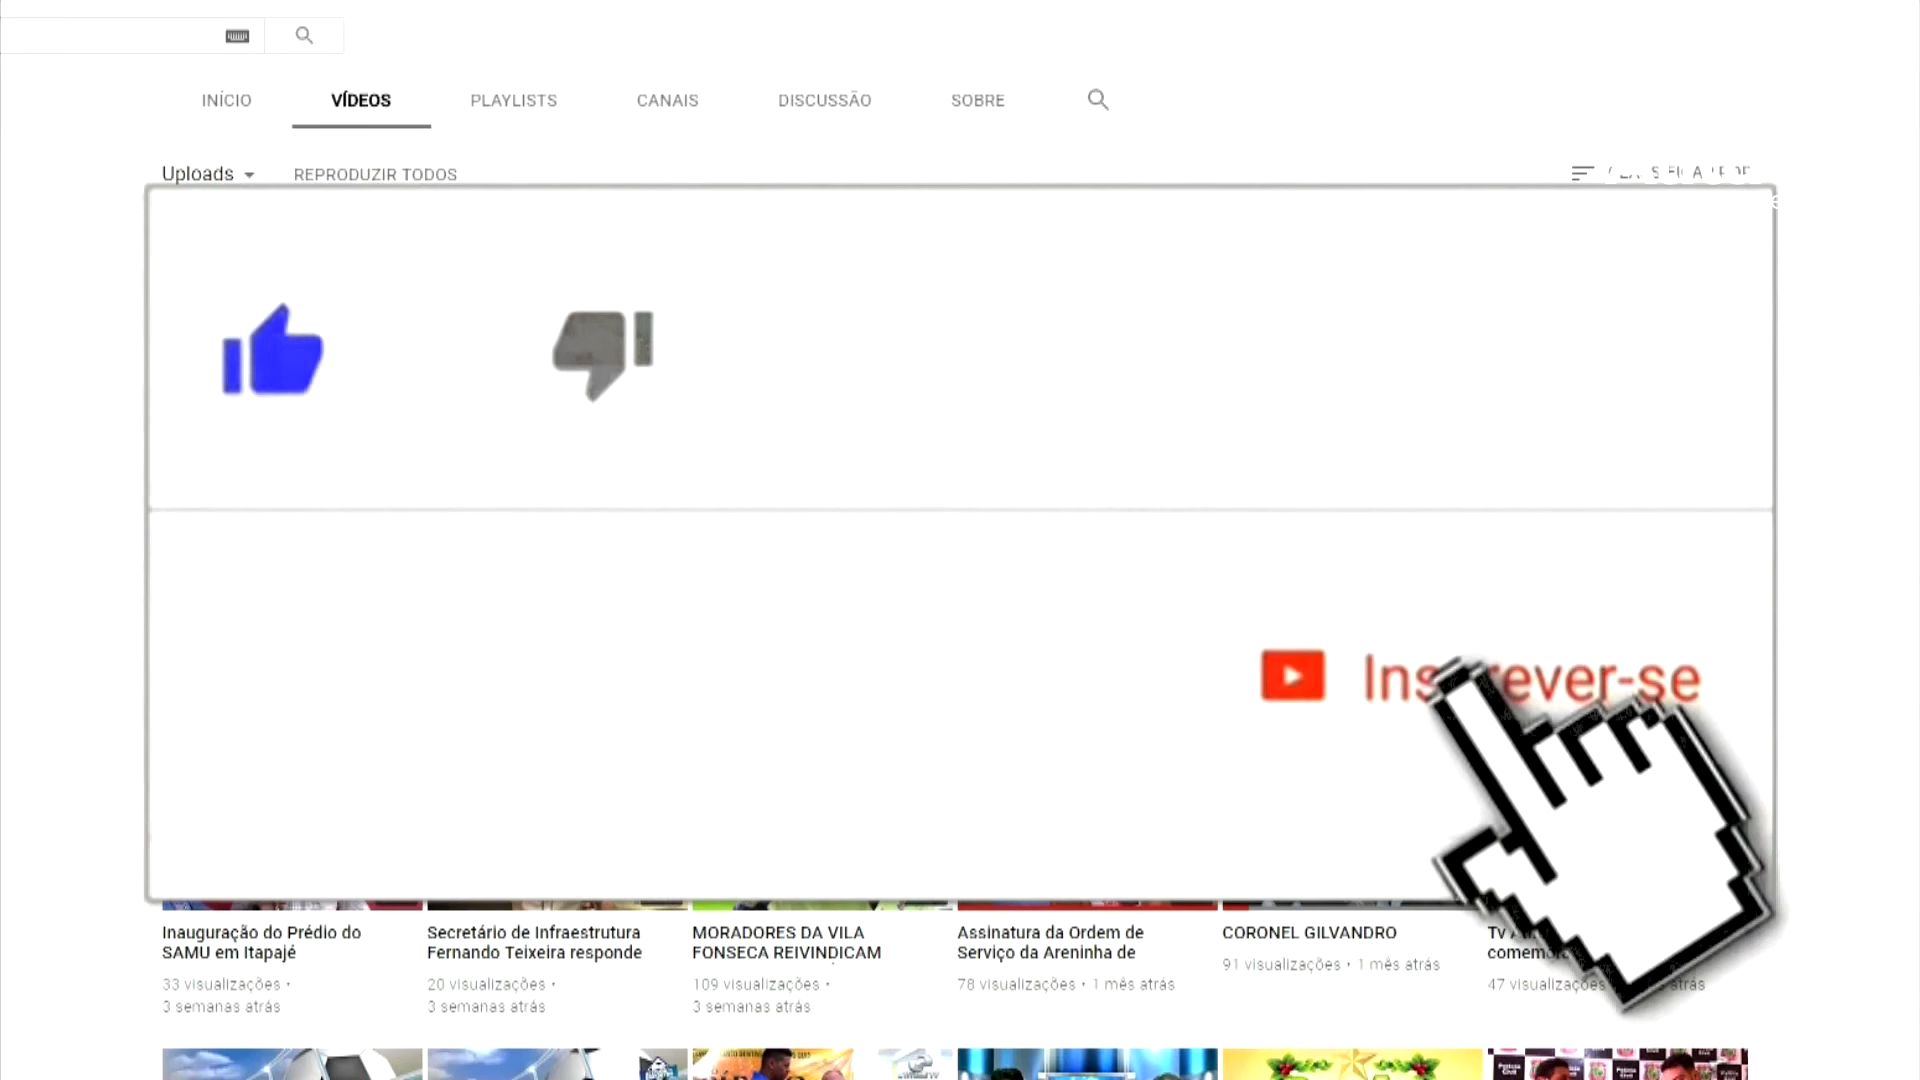 INÍCIO VÍDEOS PLAYLISTS CANAIS DISCUSSÃO SOBRE
Uploads REPRODUZIR TODOS
Inscrever-se
Inauguração do Prédio do
SAMU em Itapajé
33 visualizações •
3 semanas atrás
Secretário de Infraestrutura
Fernando Teixeira responde
20 visualizações •
3 semanas atrás
MORADORES DA VILA
FONSECA REIVINDICAM
109 visualizações •
3 semanas atrás
Assinatura da Ordem de
Serviço da Areninha de
78 visualizações • 1 mês atrás
CORONEL GILVANDRO
91 visualizações • 1 mês atrás
Tv
47 visualizações atrás